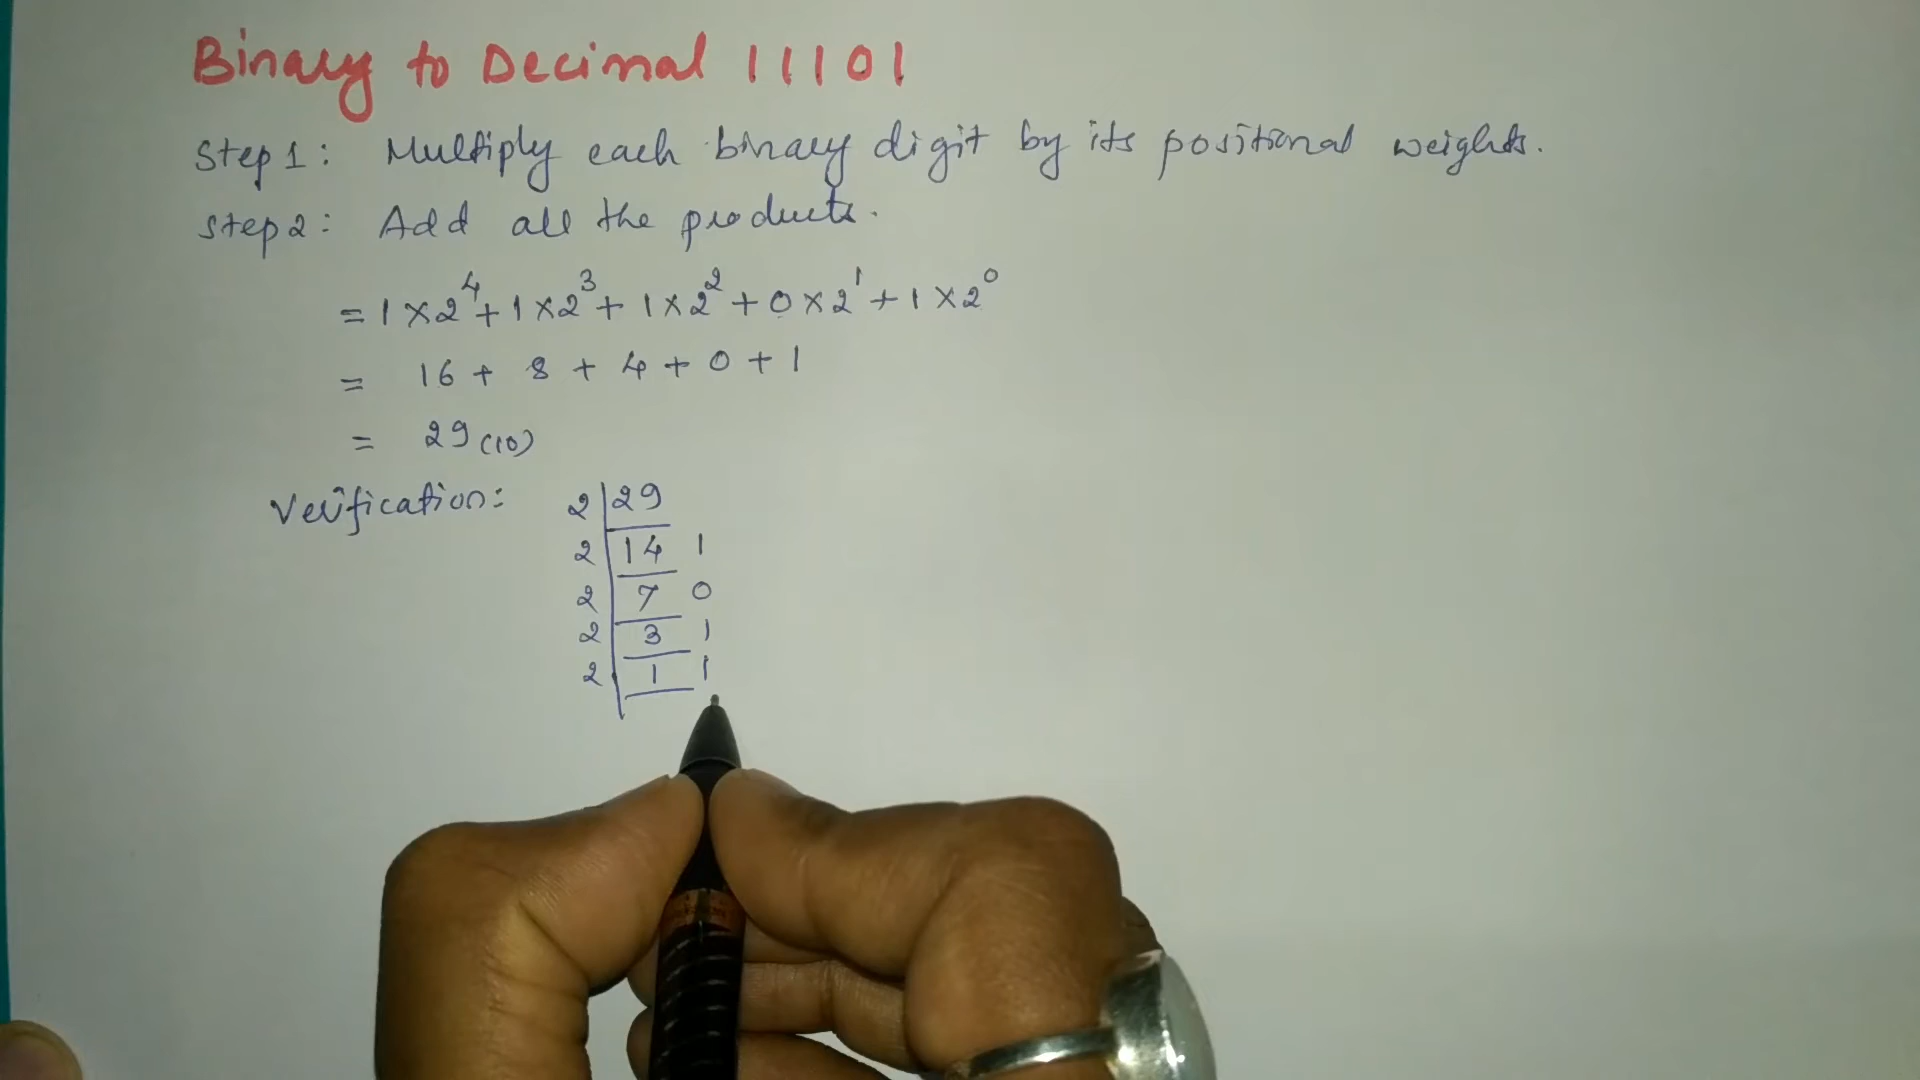 Binary to Decimal 11101
Step 1: Multiply each binary digit by its positional weights.
Step 2: Add all the products.
= 1 × 2⁴ + 1 × 2³ + 1 × 2² + 0 × 2¹ + 1 × 2⁰
= 16 + 8 + 4 + 0 + 1
= 29 (10)
Verification:
2 | 29
2 | 14 1
2 | 7 0
2 | 3 1
2 | 1 1